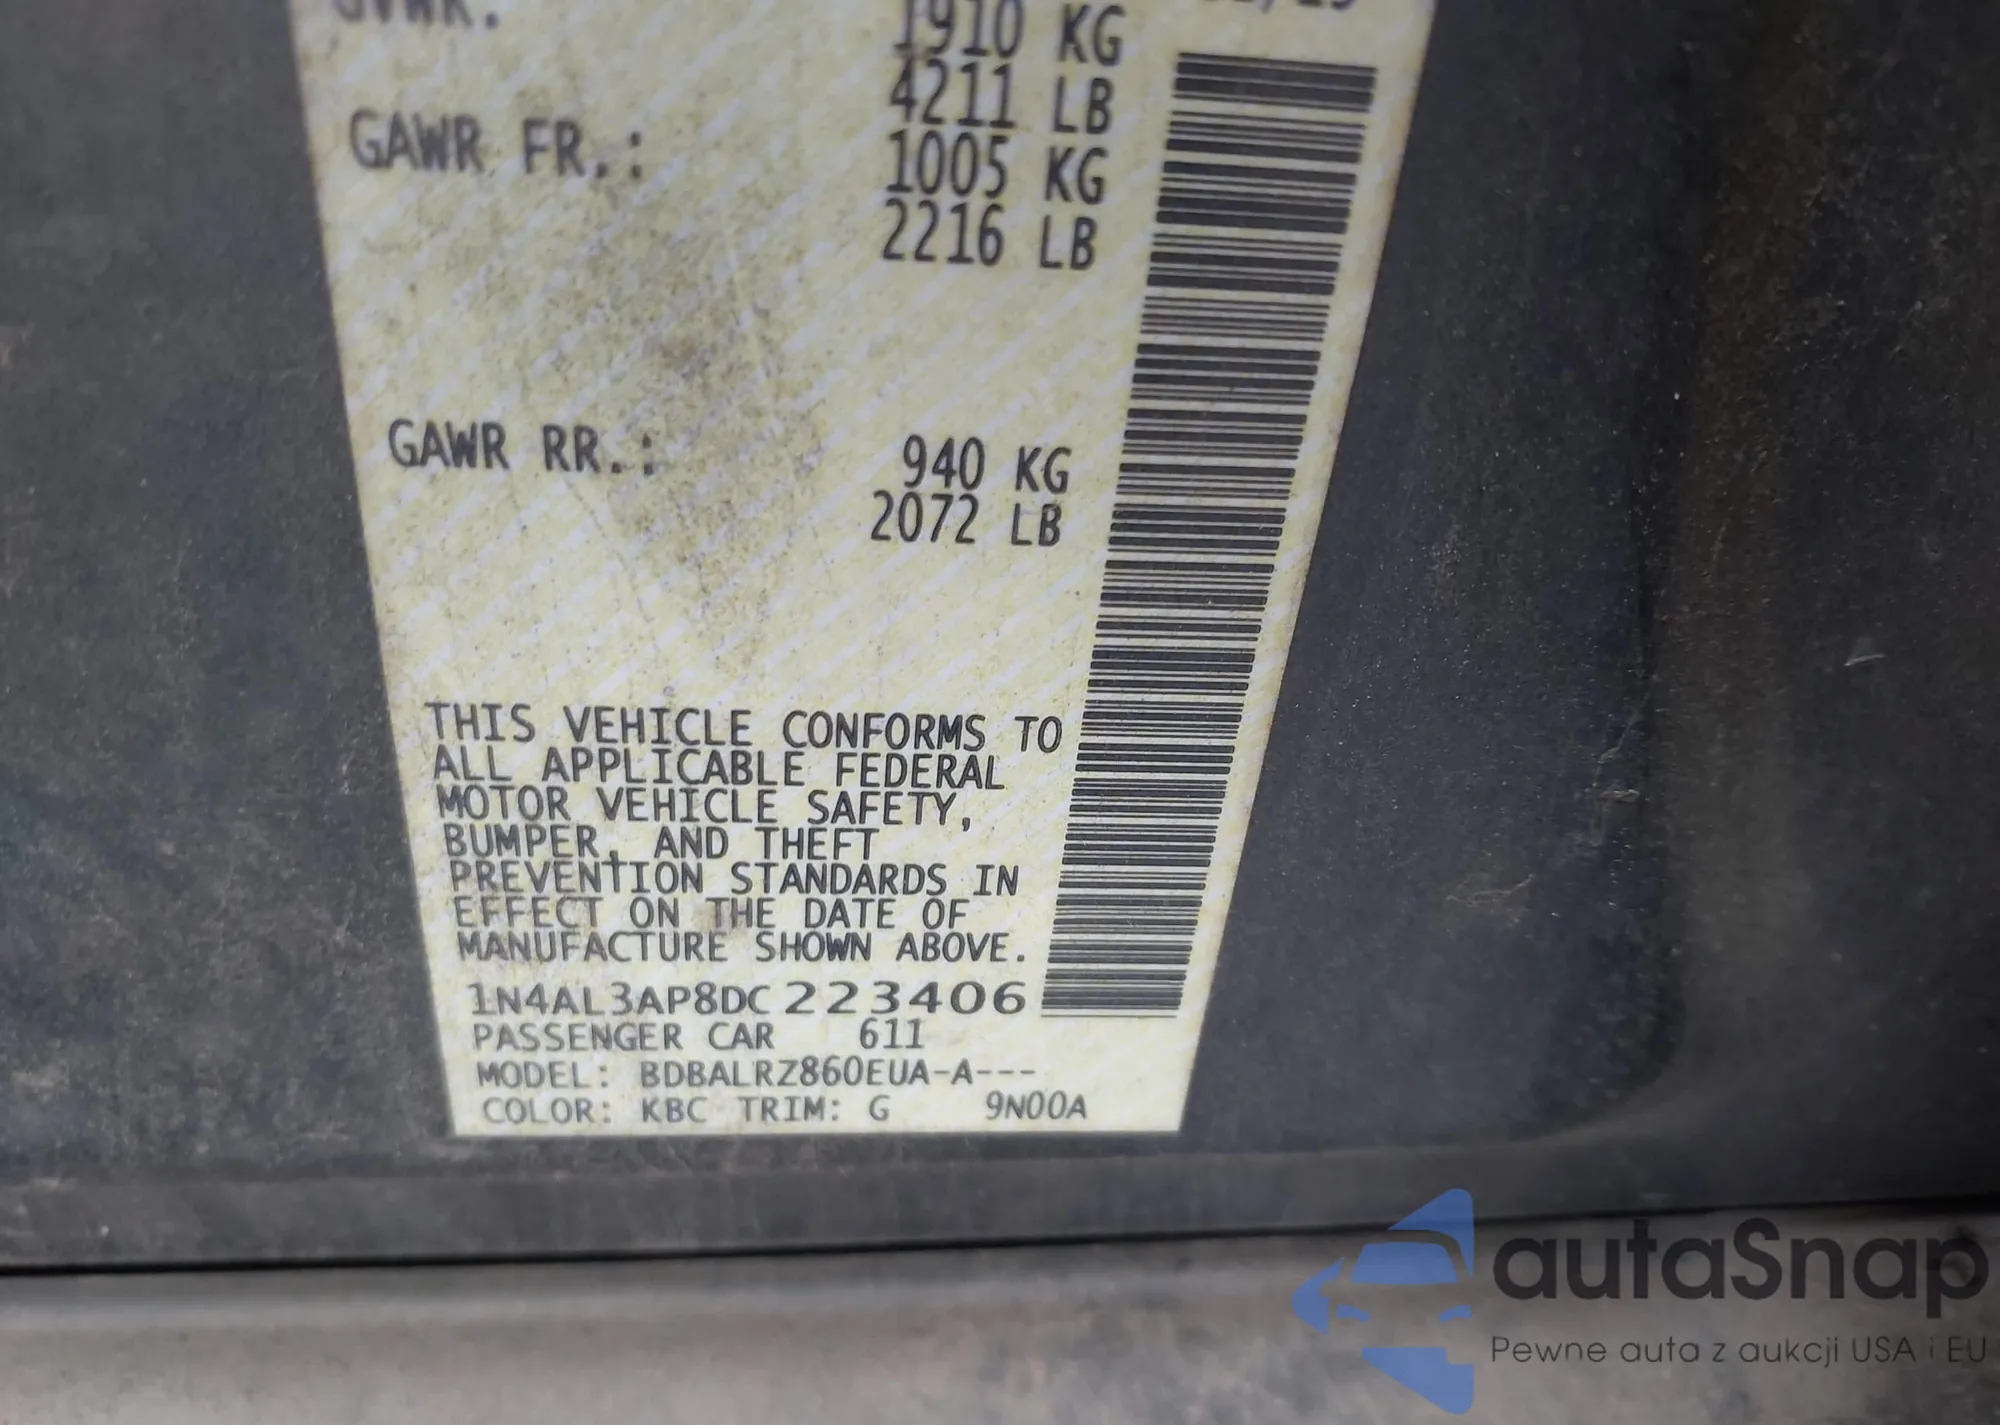 GVWR.
1910 KG
4211 LB
GAWR FR.: 1005 KG
2216 LB
GAWR RR.: 940 KG
2072 LB
THIS VEHICLE CONFORMS TO
ALL APPLICABLE FEDERAL
MOTOR VEHICLE SAFETY,
BUMPER, AND THEFT
PREVENTION STANDARDS IN
EFFECT ON THE DATE OF
MANUFACTURE SHOWN ABOVE.
1N4AL3AP8DC223406
PASSENGER CAR 611
MODEL: BDBALRZ860EUA-A---
COLOR: KBC TRIM: G 9N00A
autaSnap
Pewne auta z aukcji USA i EU